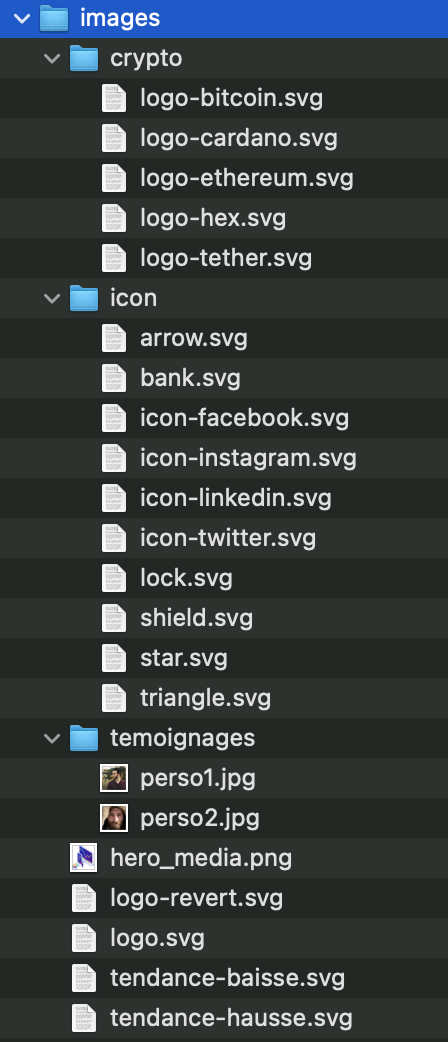 images
crypto
logo-bitcoin.svg
logo-cardano.svg
logo-ethereum.svg
logo-hex.svg
logo-tether.svg
icon
arrow.svg
bank.svg
icon-facebook.svg
icon-instagram.svg
icon-linkedin.svg
icon-twitter.svg
lock.svg
shield.svg
star.svg
triangle.svg
temoignages
perso1.jpg
perso2.jpg
hero_media.png
logo-revert.svg
logo.svg
tendance-baisse.svg
tendance-hausse.svg